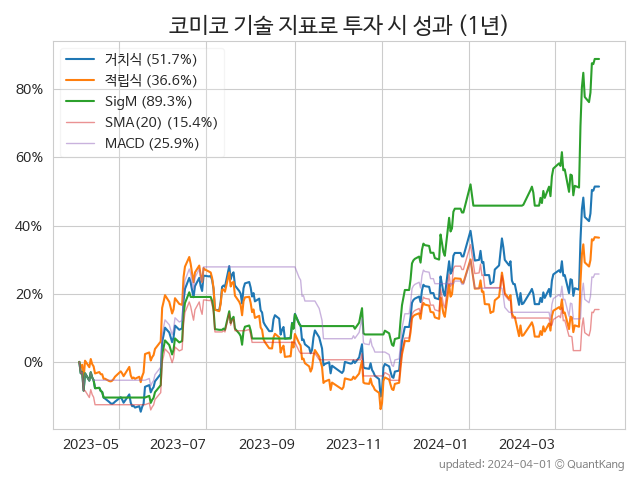 코미코 기술 지표로 투자 시 성과 (1년)
거치식 (51.7%)
적립식 (36.6%)
SigM (89.3%)
SMA(20) (15.4%)
MACD (25.9%)
80%
60%
40%
20%
0%
2023-05 2023-07 2023-09 2023-11 2024-01 2024-03
updated: 2024-04-01 © QuantKang